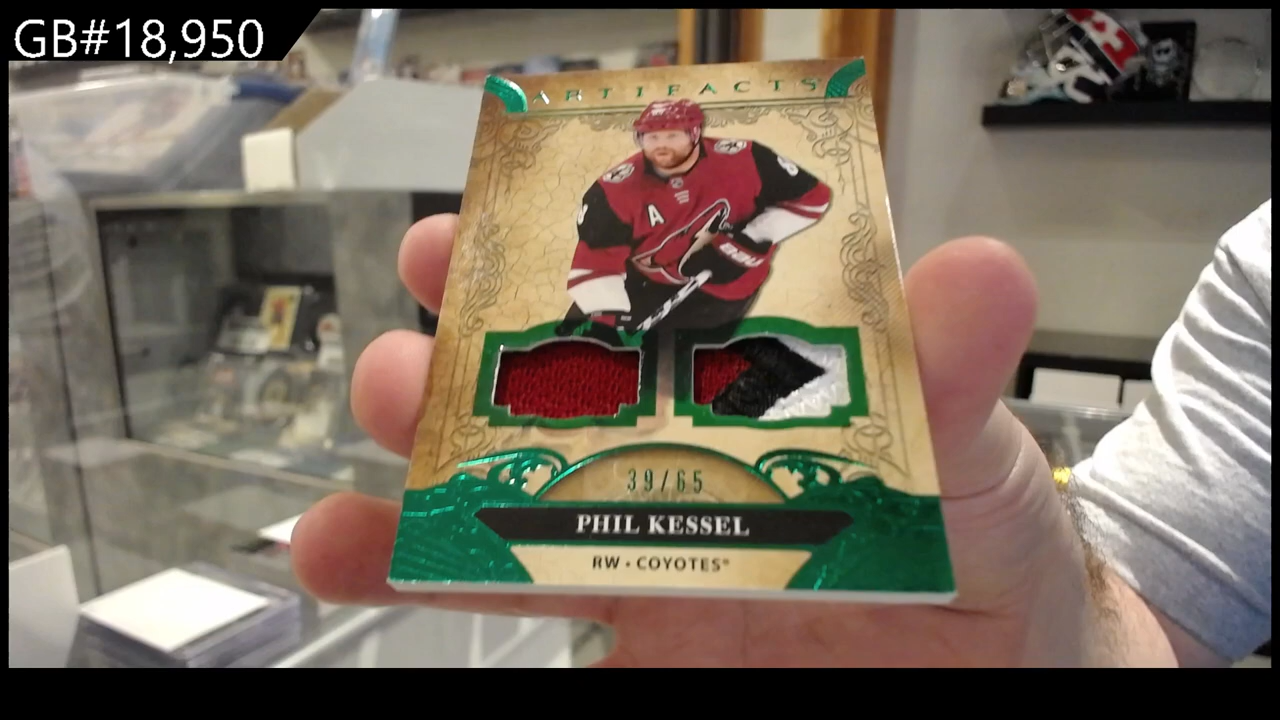 GB#18,950
ARTIFACTS
A
39/65
PHIL KESSEL
RW • COYOTES®